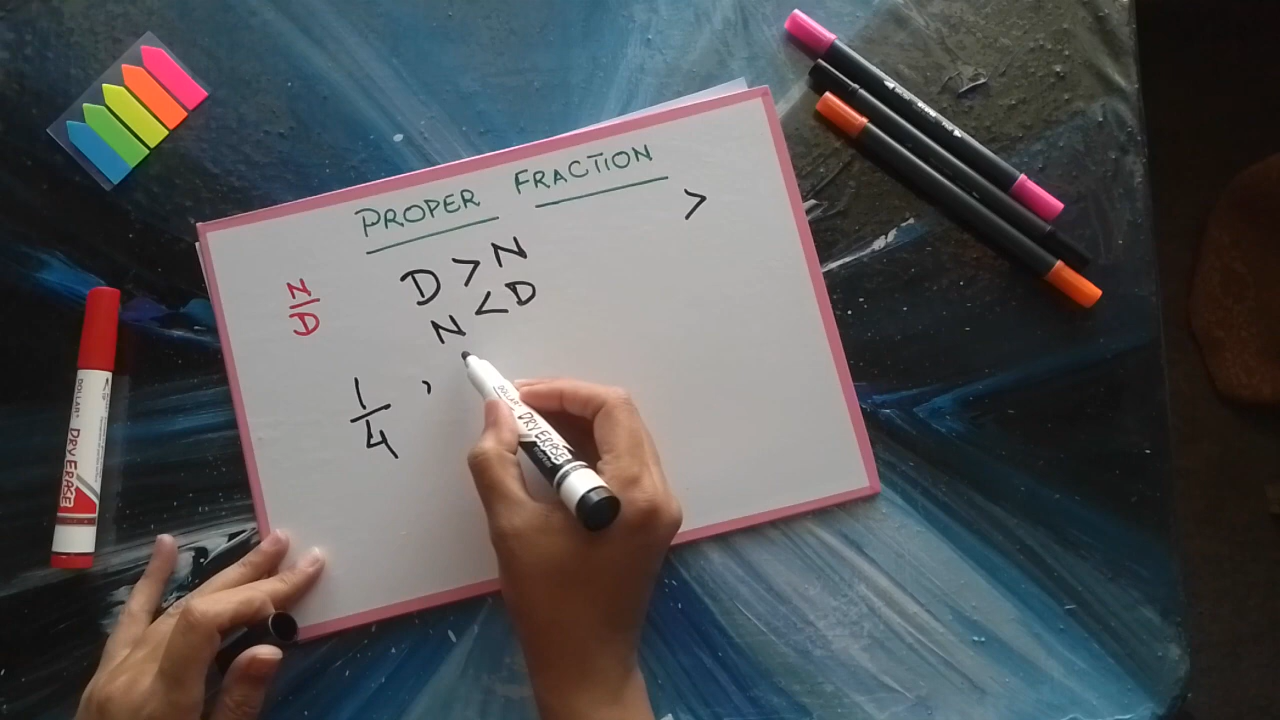 PROPER FRACTION
>
D > N
N < D
N
D
1
4
,
DOLLAR DRY ERASE
DOLLAR DRY ERASE